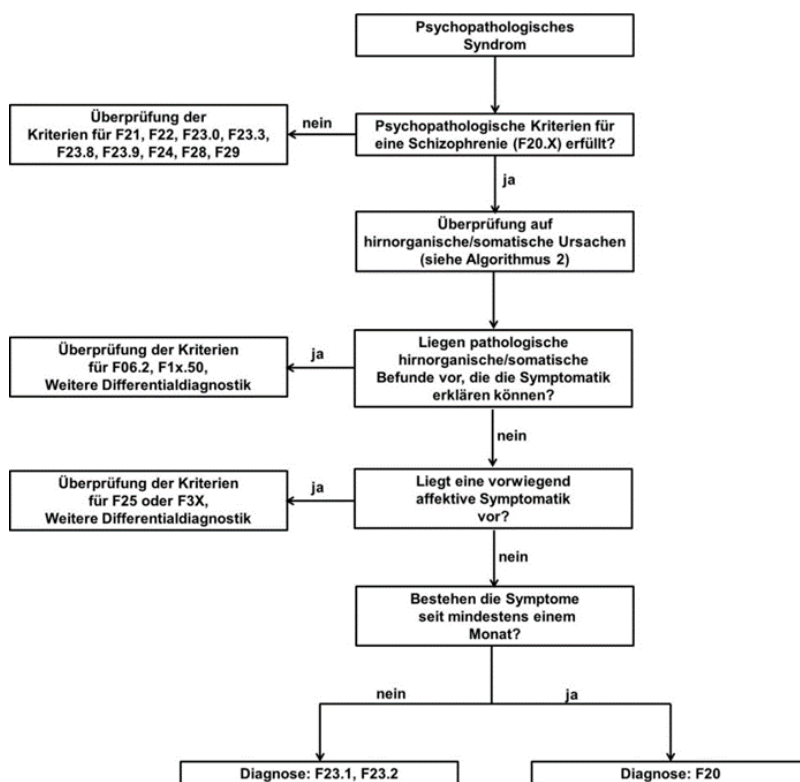 Psychopathologisches
Syndrom
Überprüfung der
Kriterien für F21, F22, F23.0, F23.3,
F23.8, F23.9, F24, F28, F29
nein
Psychopathologische Kriterien für
eine Schizophrenie (F20.X) erfüllt?
ja
Überprüfung auf
hirnorganische/somatische Ursachen
(siehe Algorithmus 2)
Überprüfung der Kriterien
für F06.2, F1x.50,
Weitere Differentialdiagnostik
ja
Liegen pathologische
hirnorganische/somatische
Befunde vor, die die Symptomatik
erklären können?
nein
Überprüfung der Kriterien
für F25 oder F3X,
Weitere Differentialdiagnostik
ja
Liegt eine vorwiegend
affektive Symptomatik
vor?
nein
Bestehen die Symptome
seit mindestens einem
Monat?
nein
ja
Diagnose: F23.1, F23.2
Diagnose: F20